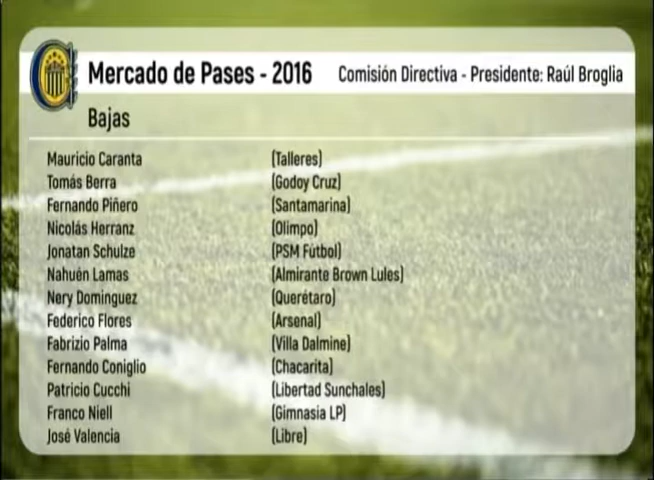 Mercado de Pases - 2016 Comisión Directiva - Presidente: Raúl Broglia
Bajas
Mauricio Caranta (Talleres)
Tomás Berra (Godoy Cruz)
Fernando Piñero (Santamarina)
Nicolás Herranz (Olimpo)
Jonatan Schulze (PSM Fútbol)
Nahuén Lamas (Almirante Brown Lules)
Nery Dominguez (Querétaro)
Federico Flores (Arsenal)
Fabrizio Palma (Villa Dalmine)
Fernando Coniglio (Chacarita)
Patricio Cucchi (Libertad Sunchales)
Franco Niell (Gimnasia LP)
José Valencia (Libre)